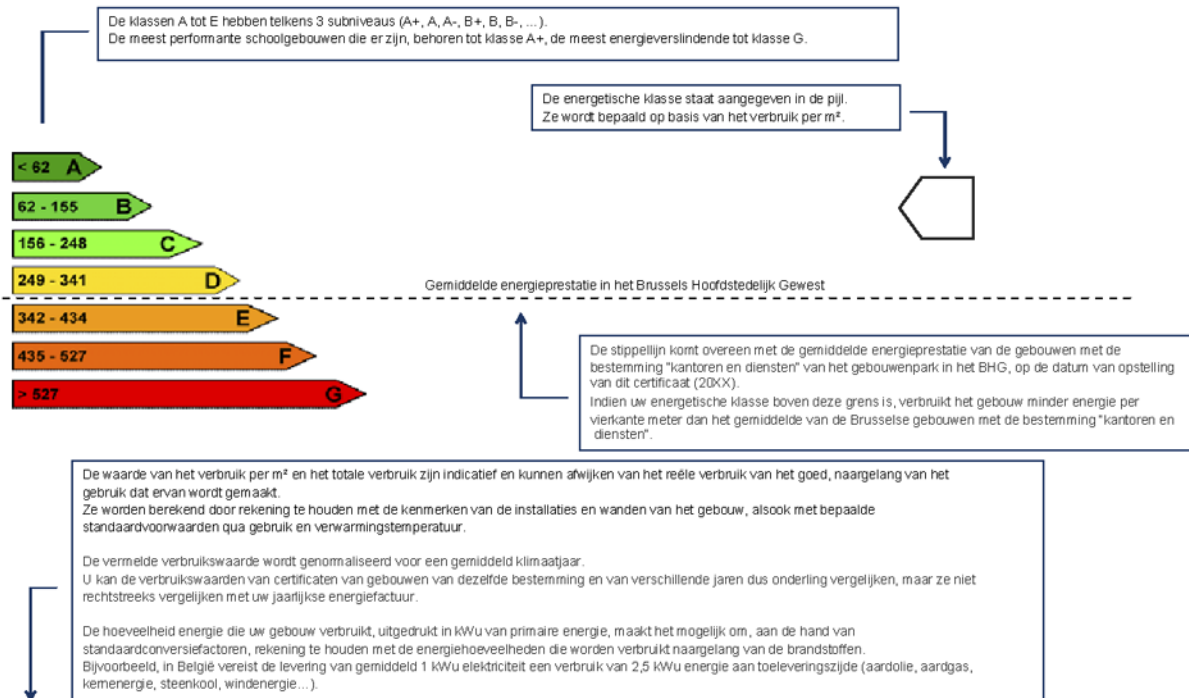 De klassen A tot E hebben telkens 3 subniveaus (A+, A, A-, B+, B, B-, ...).
De meest performante schoolgebouwen die er zijn, behoren tot klasse A+, de meest energieverslindende tot klasse G.
De energetische klasse staat aangegeven in de pijl.
Ze wordt bepaald op basis van het verbruik per m².
< 62 A
62 - 155 B
156 - 248 C
249 - 341 D
Gemiddelde energieprestatie in het Brussels Hoofdstedelijk Gewest
342 - 434 E
435 - 527 F
> 527 G
De stippellijn komt overeen met de gemiddelde energieprestatie van de gebouwen met de
bestemming "kantoren en diensten" van het gebouwenpark in het BHG, op de datum van opstelling
van dit certificaat (20XX).
Indien uw energetische klasse boven deze grens is, verbruikt het gebouw minder energie per
vierkante meter dan het gemiddelde van de Brusselse gebouwen met de bestemming "kantoren en
diensten".
De waarde van het verbruik per m² en het totale verbruik zijn indicatief en kunnen afwijken van het reële verbruik van het goed, naargelang van het
gebruik dat ervan wordt gemaakt.
Ze worden berekend door rekening te houden met de kenmerken van de installaties en wanden van het gebouw, alsook met bepaalde
standaardvoorwaarden qua gebruik en verwarmingstemperatuur.
De vermelde verbruikswaarde wordt genormaliseerd voor een gemiddeld klimaatjaar.
U kan de verbruikswaarden van certificaten van gebouwen van dezelfde bestemming en van verschillende jaren dus onderling vergelijken, maar ze niet
rechtstreeks vergelijken met uw jaarlijkse energiefactuur.
De hoeveelheid energie die uw gebouw verbruikt, uitgedrukt in kWu van primaire energie, maakt het mogelijk om, aan de hand van
standaardconversiefactoren, rekening te houden met de energiehoeveelheden die worden verbruikt naargelang van de brandstoffen.
Bijvoorbeeld, in België vereist de levering van gemiddeld 1 kWu elektriciteit een verbruik van 2,5 kWu energie aan toeleveringszijde (aardolie, aardgas,
kernenergie, steenkool, windenergie...).